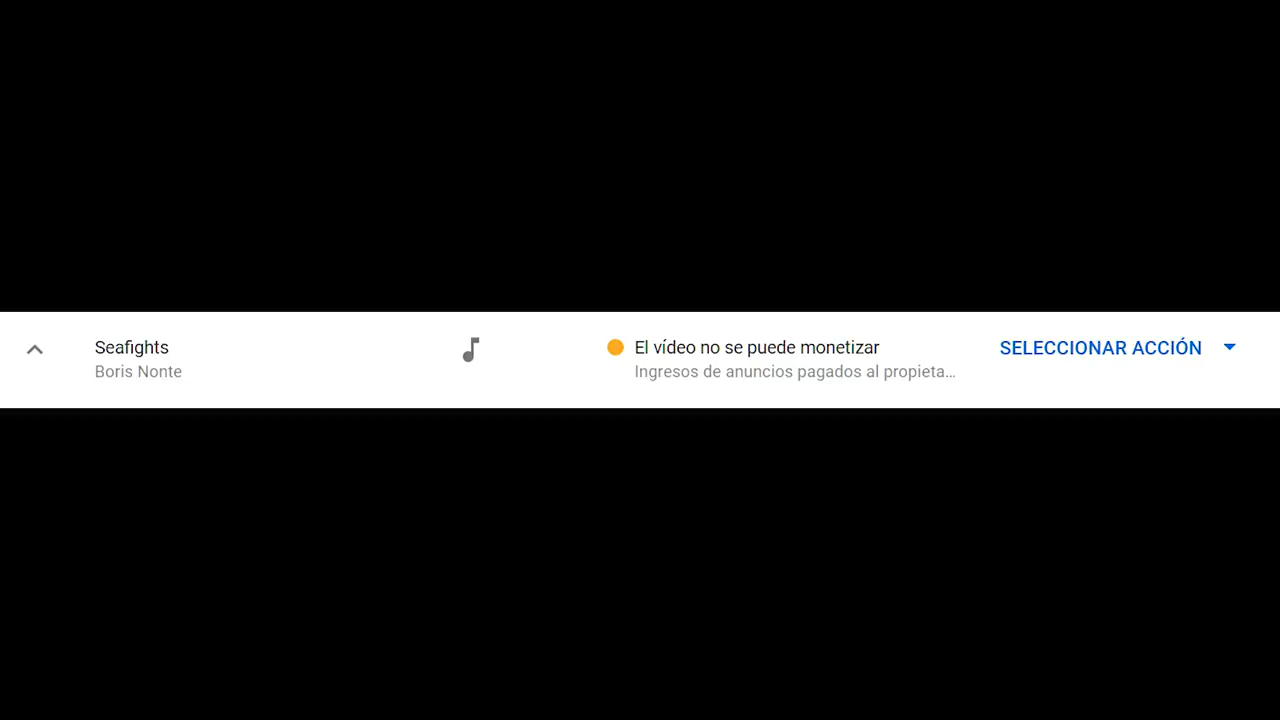 Seafights
Boris Nonte
El vídeo no se puede monetizar
Ingresos de anuncios pagados al propieta...
SELECCIONAR ACCIÓN